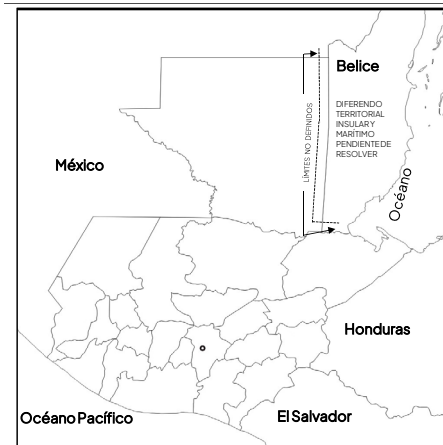 Belice
LÍMITES NO DEFINIDOS
DIFERENDO
TERRITORIAL
INSULAR Y
MARÍTIMO
PENDIENTE DE
RESOLVER
México
Océano
Honduras
Océano Pacífico
El Salvador